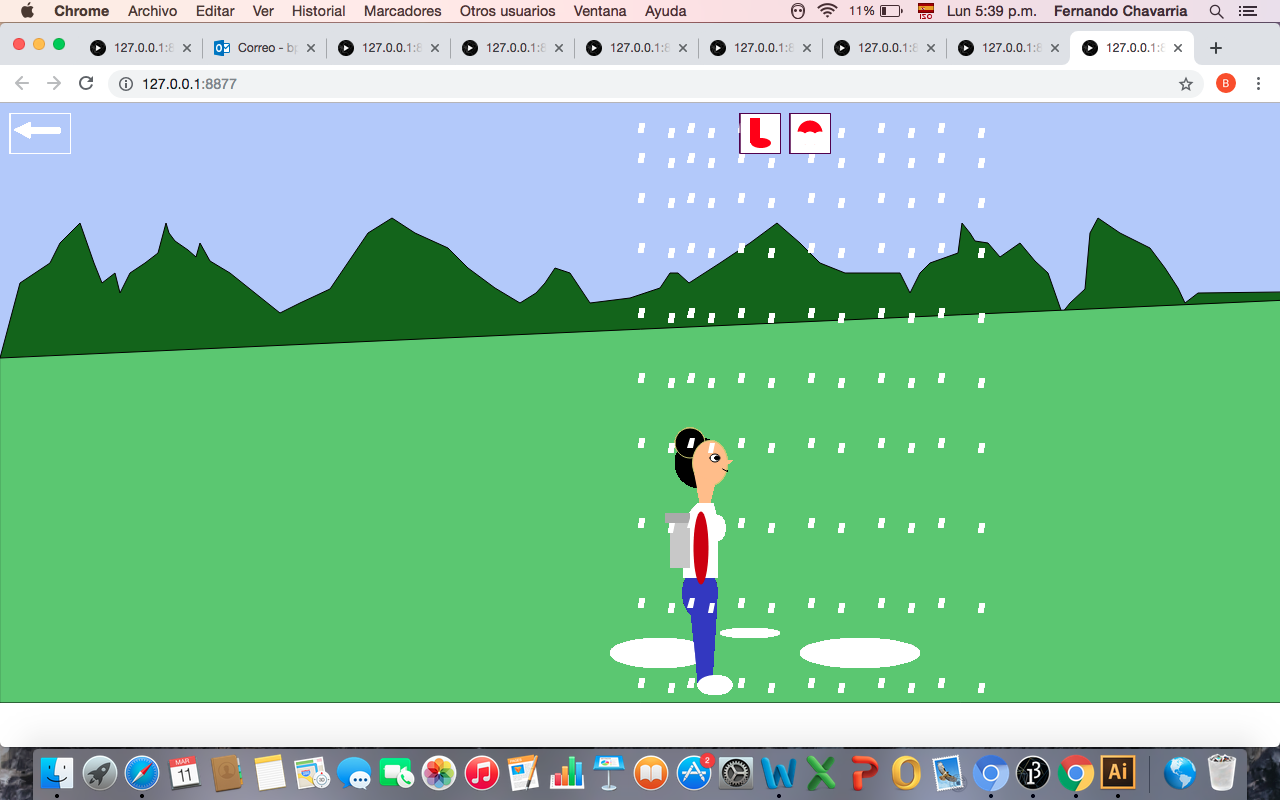 Chrome Archivo Editar Ver Historial Marcadores Otros usuarios Ventana Ayuda 11% ISO Lun 5:39 p.m. Fernando Chavarria
127.0.0.1:8 Correo - 127.0.0.1:8 127.0.0.1:8 127.0.0.1:8 127.0.0.1:8 127.0.0.1:8 127.0.0.1:8 127.0.0.1:8
127.0.0.1:8877 B
MAR 11 2 W X P O β Ai